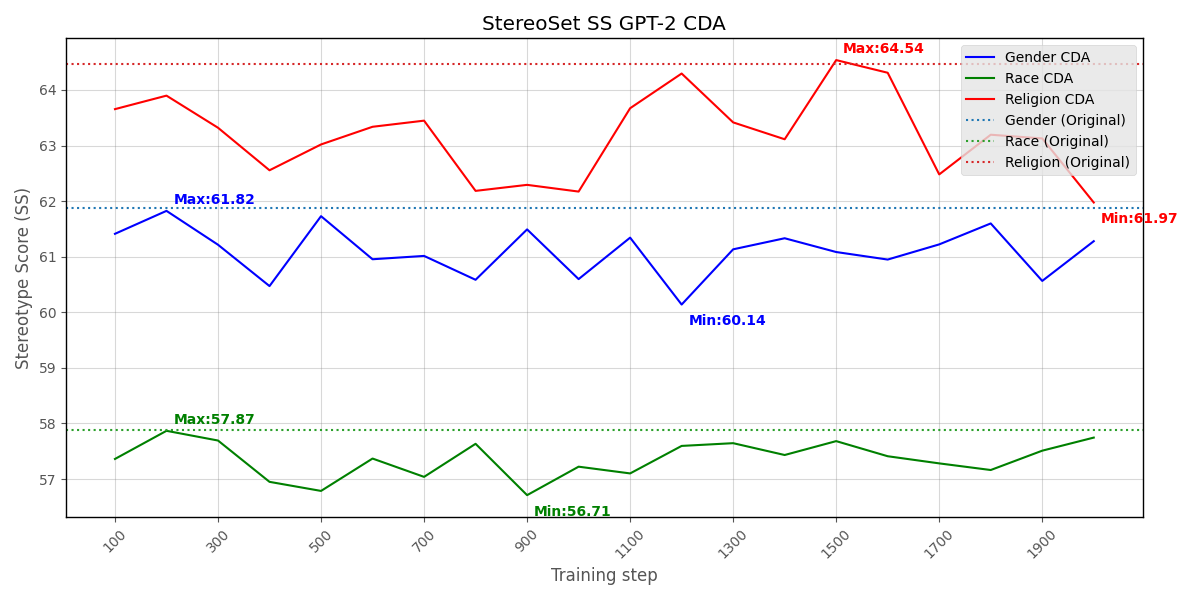 StereoSet SS GPT-2 CDA
Max:64.54
Gender CDA
Race CDA
Religion CDA
Gender (Original)
Race (Original)
Religion (Original)
64
63
62
61
60
59
58
57
Stereotype Score (SS)
Max:61.82
Min:61.97
Min:60.14
Max:57.87
Min:56.71
100
300
500
700
900
1100
1300
1500
1700
1900
Training step